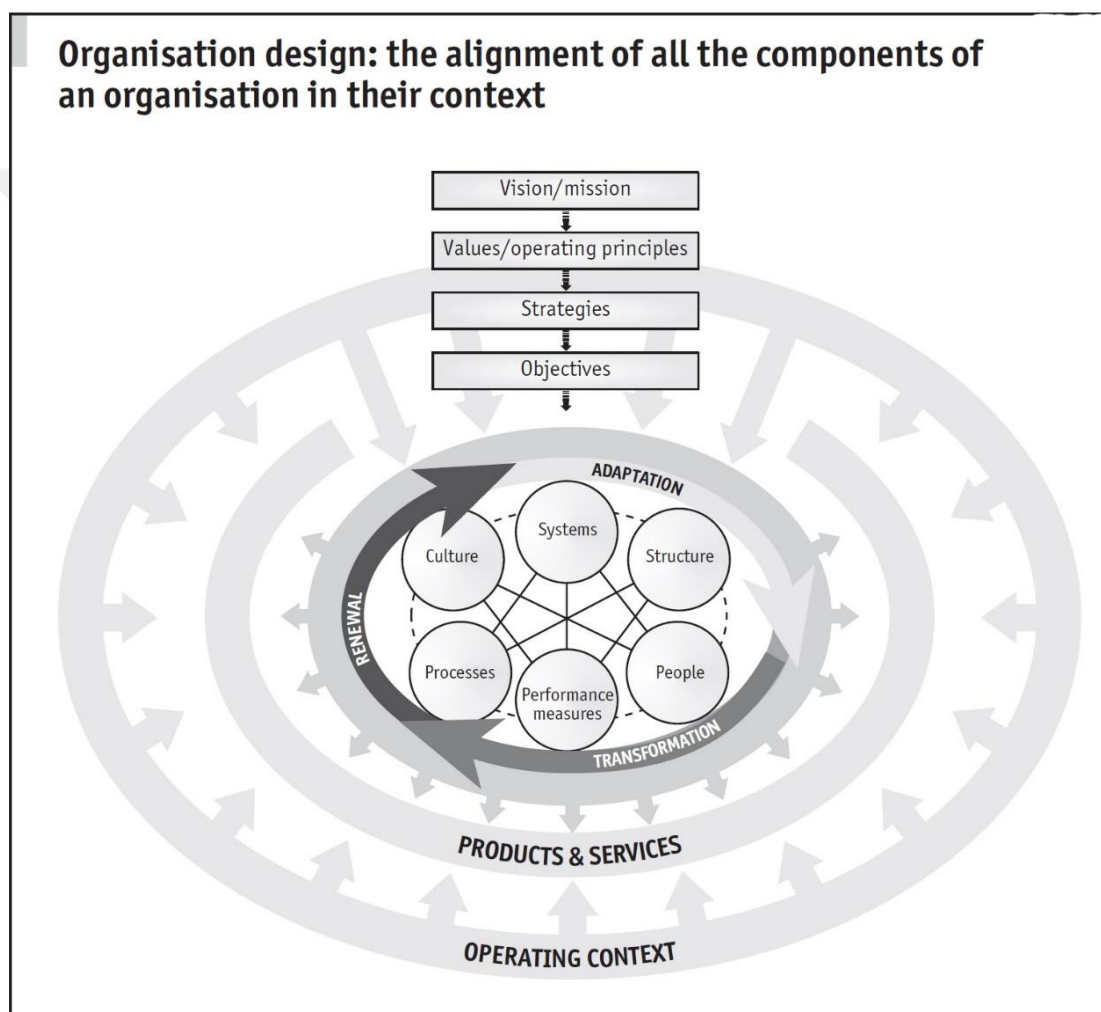 Organisation design: the alignment of all the components of
an organisation in their context
Vision/mission
Values/operating principles
Strategies
Objectives
ADAPTATION
Systems
Culture
Structure
RENEWAL
Processes
People
Performance
measures
TRANSFORMATION
PRODUCTS & SERVICES
OPERATING CONTEXT